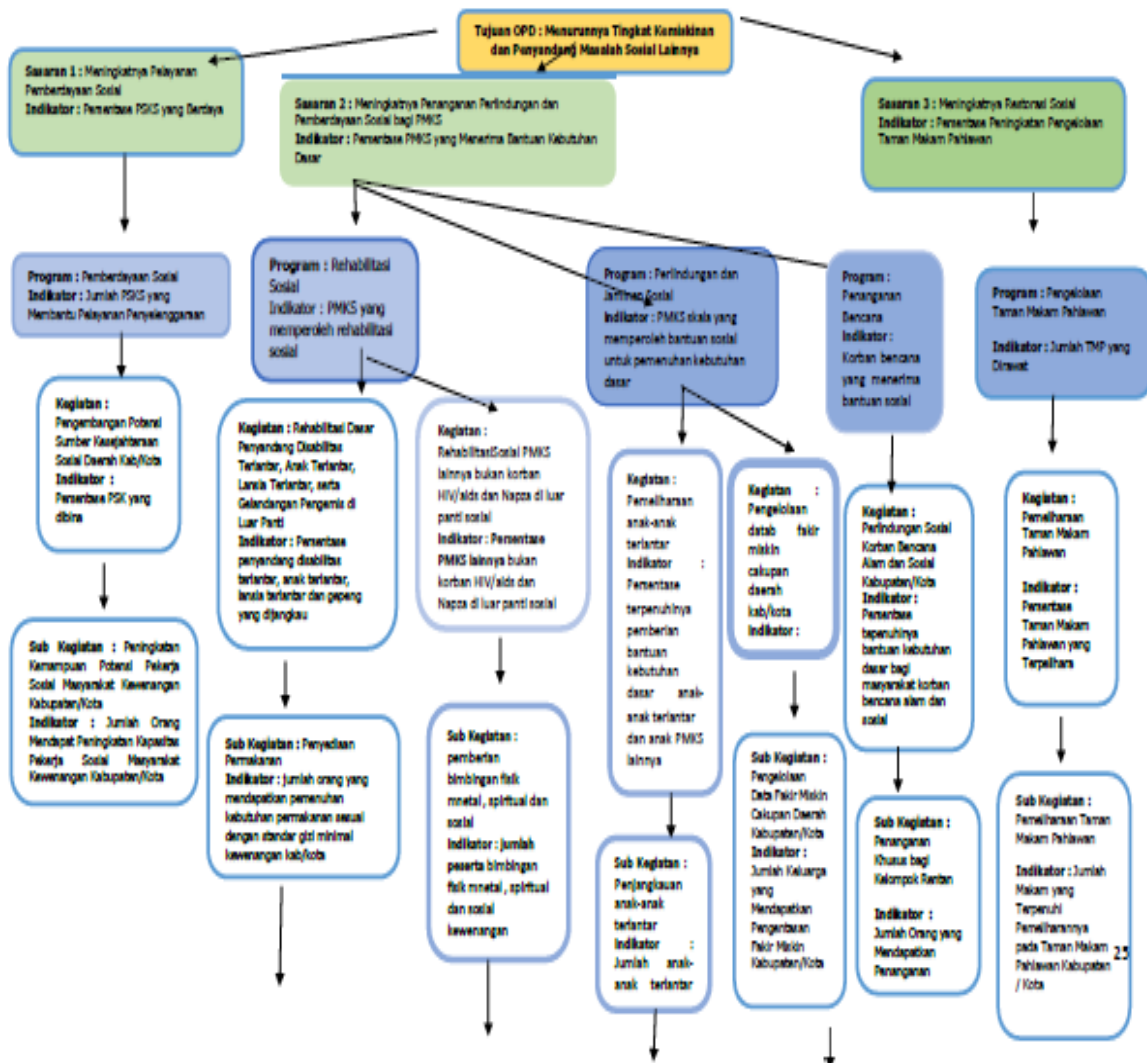 Tujuan OPD : Menurunnya Tingkat Kemiskinan
dan Penyandang Masalah Sosial Lainnya
Sasaran 1 : Meningkatnya Pelayanan
Pemberdayaan Sosial
Indikator : Persentase PSKS yang Berdaya
Sasaran 2 : Meningkatnya Penanganan Perlindungan dan
Pemberdayaan Sosial bagi PMKS
Indikator : Persentase PMKS yang Menerima Bantuan Kebutuhan
Dasar
Sasaran 3 : Meningkatnya Restorasi Sosial
Indikator : Persentase Peningkatan Pengelolaan
Taman Makam Pahlawan
Program : Pemberdayaan Sosial
Indikator : Jumlah PSKS yang
Membantu Pelayanan Penyelenggaraan
Program : Rehabilitasi
Sosial
Indikator : PMKS yang
memperoleh rehabilitasi
sosial
Program : Perlindungan dan
Sosial
Indikator : PMKS skala yang
memperoleh bantuan sosial
untuk pemenuhan kebutuhan
dasar
Program :
Penanganan
Bencana
Indikator :
Korban bencana
yang menerima
bantuan sosial
Program : Pengelolaan
Taman Makam Pahlawan
Indikator : Jumlah TMP yang
Dirawat
Kegiatan :
Pengembangan Potensi
Sumber Kesejahteraan
Sosial Daerah Kab/Kota
Indikator :
Persentase PSK yang
dibina
Kegiatan : Rehabilitasi Dasar
Penyandang Disabilitas
Terlantar, Anak Terlantar,
Lansia Terlantar, serta
Gelandangan Pengemis di
Luar Panti
Indikator : Persentase
penyandang disabilitas
terlantar, anak terlantar,
lansia terlantar dan gepeng
yang dijangkau
Kegiatan :
RehabilitasiSosial PMKS
lainnya bukan korban
HIV/aids dan Napza di luar
panti sosial
Indikator : Persentase
PMKS lainnya bukan
korban HIV/aids dan
Napza di luar panti sosial
Kegiatan :
Pemeliharaan
anak-anak
terlantar
Indikator :
Persentase
terpenuhinya
pemberian
bantuan
kebutuhan
dasar anak-
anak terlantar
dan anak PMKS
lainnya
Kegiatan :
Pengelolaan
datab fakir
miskin
cakupan
daerah
kab/kota
Indikator :
Kegiatan :
Perlindungan Sosial
Korban Bencana
Alam dan Sosial
Kabupaten/Kota
Indikator :
Persentase
tepenuhinya
bantuan kebutuhan
dasar bagi
masyarakat korban
bencana alam dan
sosial
Kegiatan :
Pemeliharaan
Taman Makam
Pahlawan
Indikator :
Persentase
Taman Makam
Pahlawan yang
Terpelihara
Sub Kegiatan : Peningkatan
Kemampuan Potensi Pekerja
Sosial Masyarakat Kewenangan
Kabupaten/Kota
Indikator : Jumlah Orang
Mendapat Peningkatan Kapasitas
Pekerja Sosial Masyarakat
Kewenangan Kabupaten/Kota
Sub Kegiatan : Penyediaan
Permakanan
Indikator : jumlah orang yang
mendapatkan pemenuhan
kebutuhan permakanan sesuai
dengan standar gizi minimal
kewenangan kab/kota
Sub Kegiatan :
pemberian
bimbingan fisik
mnetal, spiritual dan
sosial
Indikator : jumlah
peserta bimbingan
fisik mnetal, spiritual
dan sosial
kewenangan
Sub Kegiatan :
Penjangkauan
anak-anak
terlantar
Indikator :
Jumlah anak-
anak terlantar
Sub Kegiatan :
Pengelolaan
Data Fakir Miskin
Cakupan Daerah
Kabupaten/Kota
Indikator :
Jumlah Keluarga
yang
Mendapatkan
Pengentasan
Fakir Miskin
Kabupaten/Kota
Sub Kegiatan :
Penanganan
Khusus bagi
Kelompok Rentan
Indikator :
Jumlah Orang yang
Mendapatkan
Penanganan
Sub Kegiatan :
Pemeliharaan Taman
Makam Pahlawan
Indikator : Jumlah
Makam yang
Terpenuhi
Pemeliharannya
pada Taman Makam
Pahlawan Kabupaten
/ Kota
25